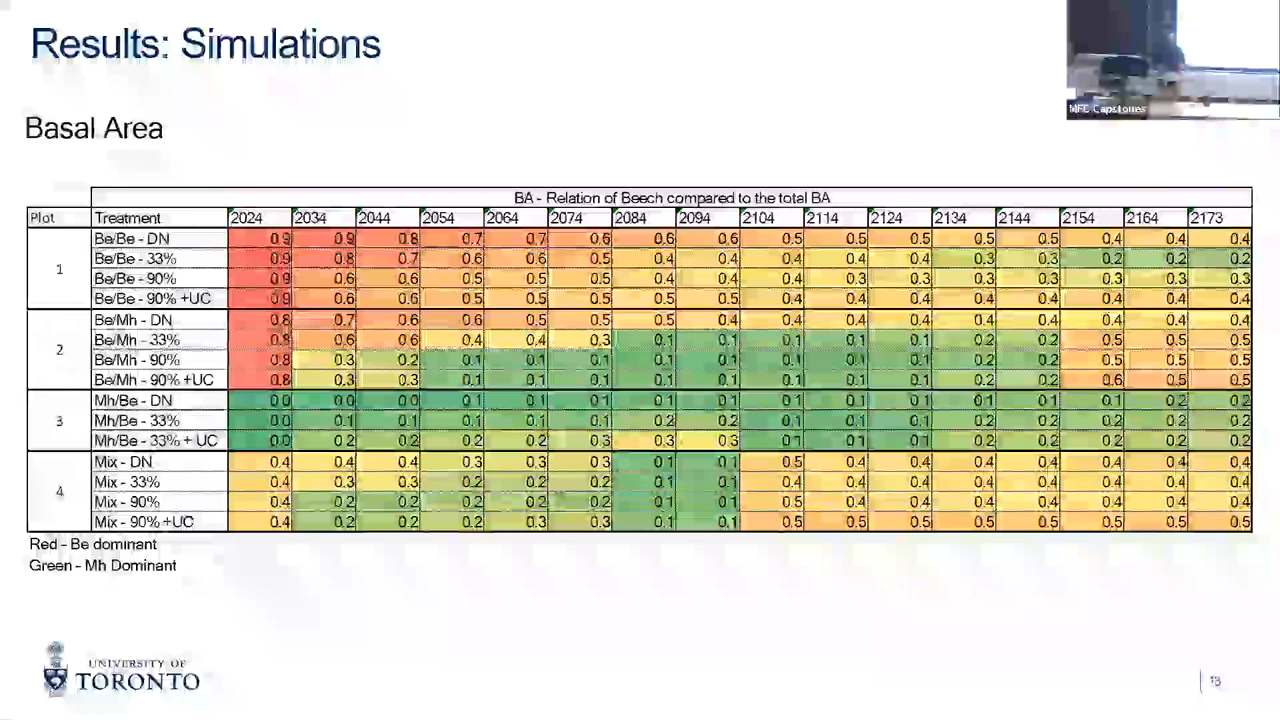 Results: Simulations
MFC Capstones
Basal Area
BA - Relation of Beech compared to the total BA
Plot Treatment 2024 2034 2044 2054 2064 2074 2084 2094 2104 2114 2124 2134 2144 2154 2164 2173
1
Be/Be - DN 0.9 0.9 0.8 0.7 0.7 0.6 0.6 0.6 0.5 0.5 0.5 0.5 0.5 0.4 0.4 0.4
Be/Be - 33% 0.9 0.8 0.7 0.6 0.6 0.5 0.4 0.4 0.4 0.4 0.4 0.3 0.3 0.2 0.2 0.2
Be/Be - 90% 0.9 0.6 0.6 0.5 0.5 0.5 0.4 0.4 0.4 0.3 0.3 0.3 0.3 0.3 0.3 0.3
Be/Be - 90% +UC 0.9 0.6 0.6 0.5 0.5 0.5 0.5 0.5 0.4 0.4 0.4 0.4 0.4 0.4 0.4 0.4
2
Be/Mh - DN 0.8 0.7 0.6 0.6 0.5 0.5 0.5 0.4 0.4 0.4 0.4 0.4 0.4 0.4 0.4 0.4
Be/Mh - 33% 0.8 0.6 0.6 0.4 0.4 0.3 0.1 0.1 0.1 0.1 0.1 0.2 0.2 0.5 0.5 0.5
Be/Mh - 90% 0.8 0.3 0.2 0.1 0.1 0.1 0.1 0.1 0.1 0.1 0.1 0.2 0.2 0.5 0.5 0.5
Be/Mh - 90% +UC 0.8 0.3 0.3 0.1 0.1 0.1 0.1 0.1 0.1 0.1 0.1 0.2 0.2 0.6 0.5 0.5
3
Mh/Be - DN 0.0 0.0 0.0 0.1 0.1 0.1 0.1 0.1 0.1 0.1 0.1 0.1 0.1 0.1 0.2 0.2
Mh/Be - 33% 0.0 0.1 0.1 0.1 0.1 0.1 0.2 0.2 0.1 0.1 0.1 0.2 0.2 0.2 0.2 0.2
Mh/Be - 33% + UC 0.0 0.2 0.2 0.2 0.2 0.3 0.3 0.3 0.1 0.1 0.1 0.2 0.2 0.2 0.2 0.2
4
Mix - DN 0.4 0.4 0.4 0.3 0.3 0.3 0.1 0.1 0.5 0.4 0.4 0.4 0.4 0.4 0.4 0.4
Mix - 33% 0.4 0.3 0.3 0.2 0.2 0.2 0.1 0.1 0.4 0.4 0.4 0.4 0.4 0.4 0.4 0.4
Mix - 90% 0.4 0.2 0.2 0.2 0.2 0.2 0.1 0.1 0.5 0.4 0.4 0.4 0.4 0.4 0.4 0.4
Mix - 90% +UC 0.4 0.2 0.2 0.2 0.3 0.3 0.1 0.1 0.5 0.5 0.5 0.5 0.5 0.5 0.5 0.5
Red - Be dominant
Green - Mh Dominant
UNIVERSITY OF
TORONTO